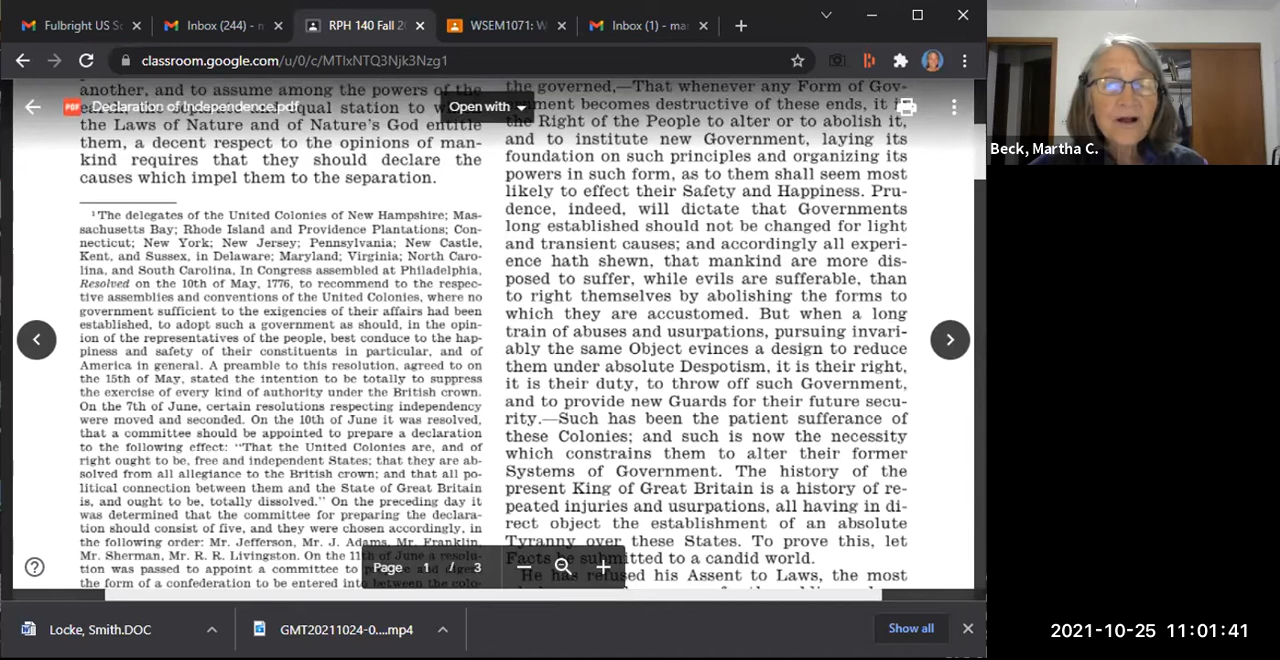 Fulbright US Sc
Inbox (244) - n
RPH 140 Fall 2
WSEM1071: W
Inbox (1) - ma
classroom.google.com/u/0/c/MTIxNTQ3Njk3Nzg1
another, and to assume among the powers of the
equal station to
the Laws of Nature and of Nature's God entitle
them, a decent respect to the opinions of man-
kind requires that they should declare the
causes which impel them to the separation.
PDF
Declaration of Independence.pdf
Open with
1 The delegates of the United Colonies of New Hampshire; Mas-
sachusetts Bay; Rhode Island and Providence Plantations; Con-
necticut; New York; New Jersey; Pennsylvania; New Castle,
Kent, and Sussex, in Delaware; Maryland; Virginia; North Caro-
lina, and South Carolina, In Congress assembled at Philadelphia,
Resolved on the 10th of May, 1776, to recommend to the respec-
tive assemblies and conventions of the United Colonies, where no
government sufficient to the exigencies of their affairs had been
established, to adopt such a government as should, in the opin-
ion of the representatives of the people, best conduce to the hap-
piness and safety of their constituents in particular, and of
America in general. A preamble to this resolution, agreed to on
the 15th of May, stated the intention to be totally to suppress
the exercise of every kind of authority under the British crown.
On the 7th of June, certain resolutions respecting independency
were moved and seconded. On the 10th of June it was resolved,
that a committee should be appointed to prepare a declaration
to the following effect: "That the United Colonies are, and of
right ought to be, free and independent States; that they are ab-
solved from all allegiance to the British crown; and that all po-
litical connection between them and the State of Great Britain
is, and ought to be, totally dissolved." On the preceding day it
was determined that the committee for preparing the declara-
tion should consist of five, and they were chosen accordingly, in
the following order: Mr. Jefferson, Mr. J. Adams, Mr. Franklin,
Mr. Sherman, Mr. R. R. Livingston. On the 11th of June a resolu-
tion was passed to appoint a committee to
the form of a confederation to be entered into between the colo-
the governed,—That whenever any Form of Gov-
ernment becomes destructive of these ends, it
the Right of the People to alter or to abolish it,
and to institute new Government, laying its
foundation on such principles and organizing its
powers in such form, as to them shall seem most
likely to effect their Safety and Happiness. Pru-
dence, indeed, will dictate that Governments
long established should not be changed for light
and transient causes; and accordingly all experi-
ence hath shewn, that mankind are more dis-
posed to suffer, while evils are sufferable, than
to right themselves by abolishing the forms to
which they are accustomed. But when a long
train of abuses and usurpations, pursuing invari-
ably the same Object evinces a design to reduce
them under absolute Despotism, it is their right,
it is their duty, to throw off such Government,
and to provide new Guards for their future secu-
rity.—Such has been the patient sufferance of
these Colonies; and such is now the necessity
which constrains them to alter their former
Systems of Government. The history of the
present King of Great Britain is a history of re-
peated injuries and usurpations, all having in di-
rect object the establishment of an absolute
Tyranny over these States. To prove this, let
Facts be submitted to a candid world.
He has refused his Assent to Laws, the most
Page 1 / 3
Locke, Smith.DOC
GMT20211024-0....mp4
Show all
Beck, Martha C.
2021-10-25 11:01:41